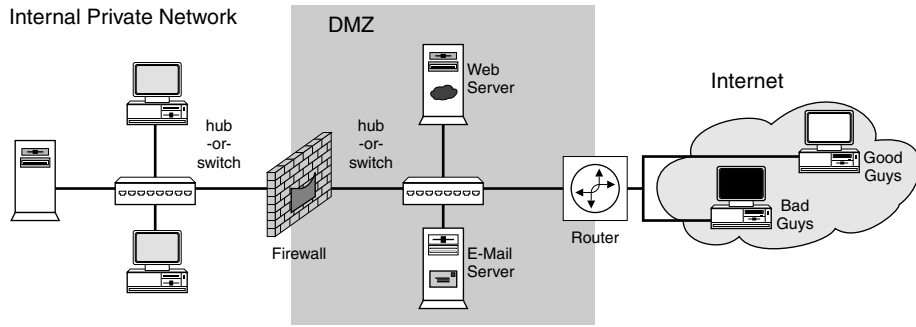 Internal Private Network
DMZ
Web
Server
Internet
hub
-or-
switch
hub
-or-
switch
Good
Guys
Bad
Guys
Firewall
E-Mail
Server
Router